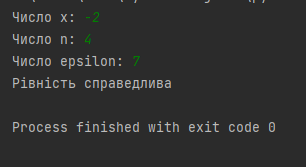 Число x: -2
Число n: 4
Число epsilon: 7
Рівність справедлива
Process finished with exit code 0